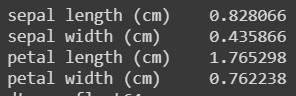 sepal length (cm)    0.828066
sepal width (cm)     0.435866
petal length (cm)    1.765298
petal width (cm)     0.762238